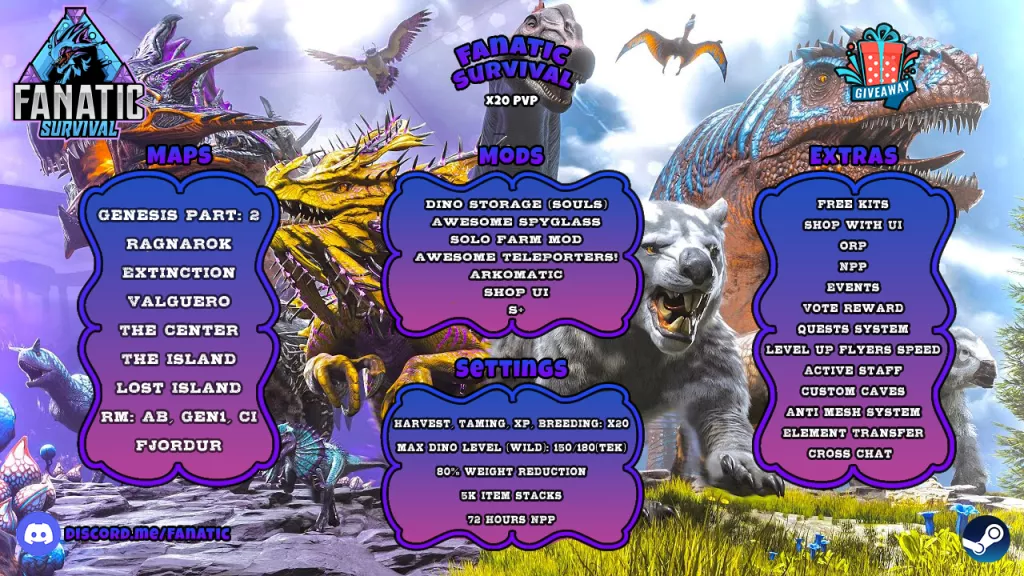 FANATIC
SURVIVAL
FANATIC
SURVIVAL
X20 PVP
GIVEAWAY
MAPS
GENESIS PART: 2
RAGNAROK
EXTINCTION
VALGUERO
THE CENTER
THE ISLAND
LOST ISLAND
RM: AB, GEN1, CI
FJORDUR
MODS
DINO STORAGE (SOULS)
AWESOME SPYGLASS
SOLO FARM MOD
AWESOME TELEPORTERS!
ARKOMATIC
SHOP UI
S+
SETTINGS
HARVEST, TAMING, XP, BREEDING: X20
MAX DINO LEVEL (WILD): 150/180(TEK)
80% WEIGHT REDUCTION
5K ITEM STACKS
72 HOURS NPP
EXTRAS
FREE KITS
SHOP WITH UI
ORP
NPP
EVENTS
VOTE REWARD
QUESTS SYSTEM
LEVEL UP FLYERS SPEED
ACTIVE STAFF
CUSTOM CAVES
ANTI MESH SYSTEM
ELEMENT TRANSFER
CROSS CHAT
DISCORD.ME/FANATIC